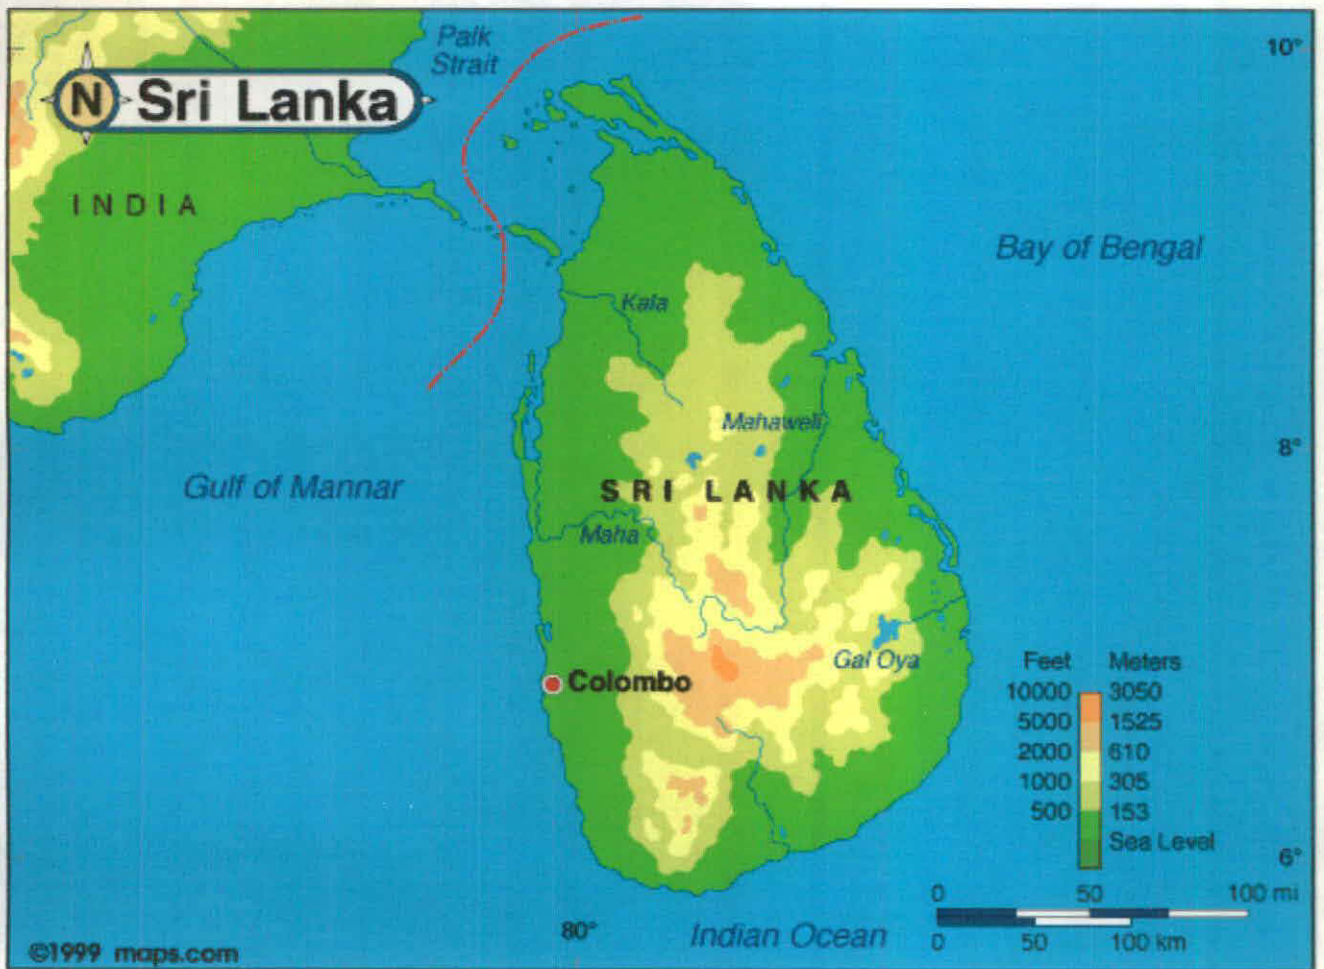 Palk
Strait
10°
N Sri Lanka
INDIA
Bay of Bengal
Kala
Mahaweli
8°
Gulf of Mannar
SRI LANKA
Maha
Gal Oya
Colombo
Feet Meters
10000 3050
5000 1525
2000 610
1000 305
500 153
Sea Level
6°
0 50 100 mi
0 50 100 km
80°
Indian Ocean
©1999 maps.com